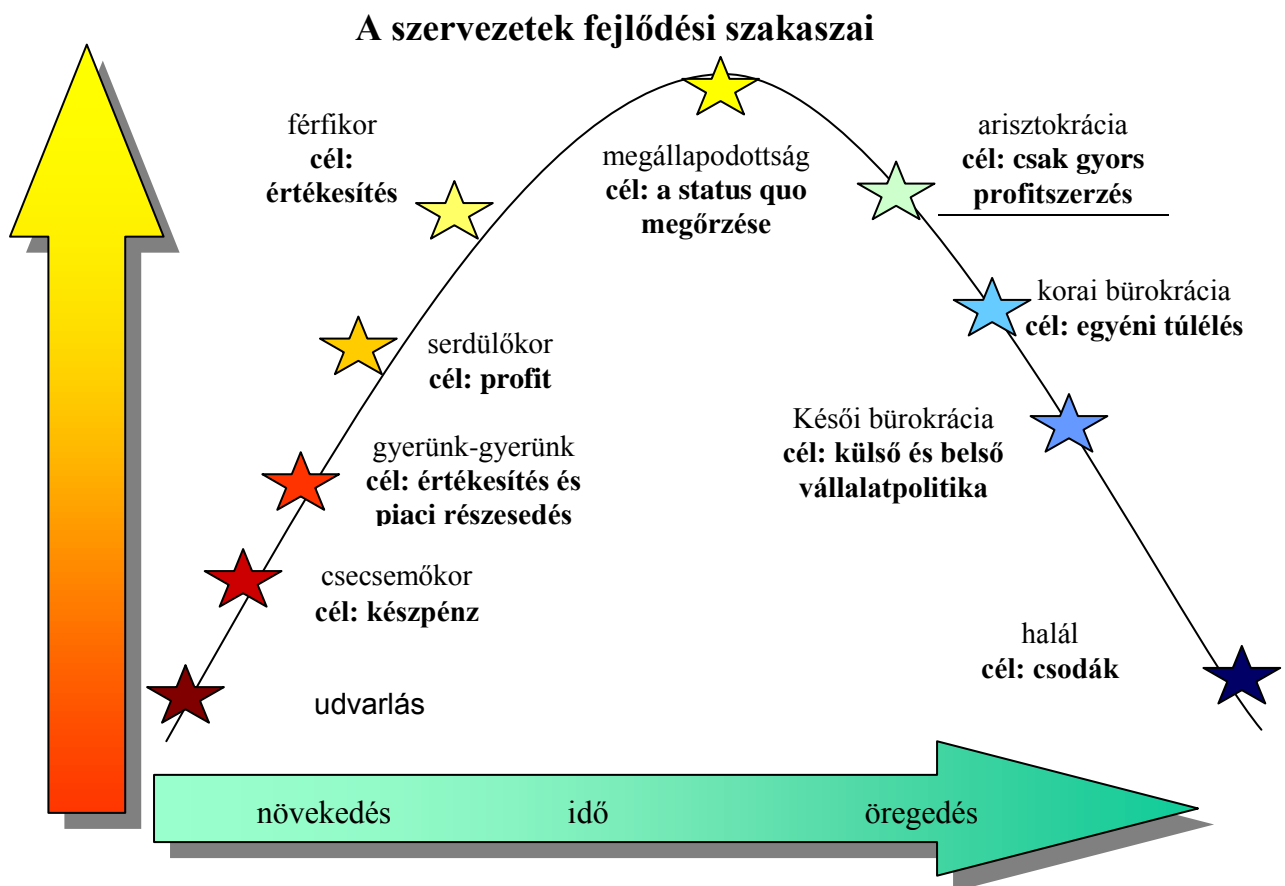 A szervezetek fejlődési szakaszai
férfikor
cél:
értékesítés
megállapodottság
cél: a status quo
megőrzése
arisztokrácia
cél: csak gyors
profitszerzés
korai bürokrácia
cél: egyéni túlélés
serdülőkor
cél: profit
Késői bürokrácia
cél: külső és belső
vállalatpolitika
gyerünk-gyerünk
cél: értékesítés és
piaci részesedés
csecsemőkor
cél: készpénz
halál
cél: csodák
udvarlás
növekedés idő öregedés